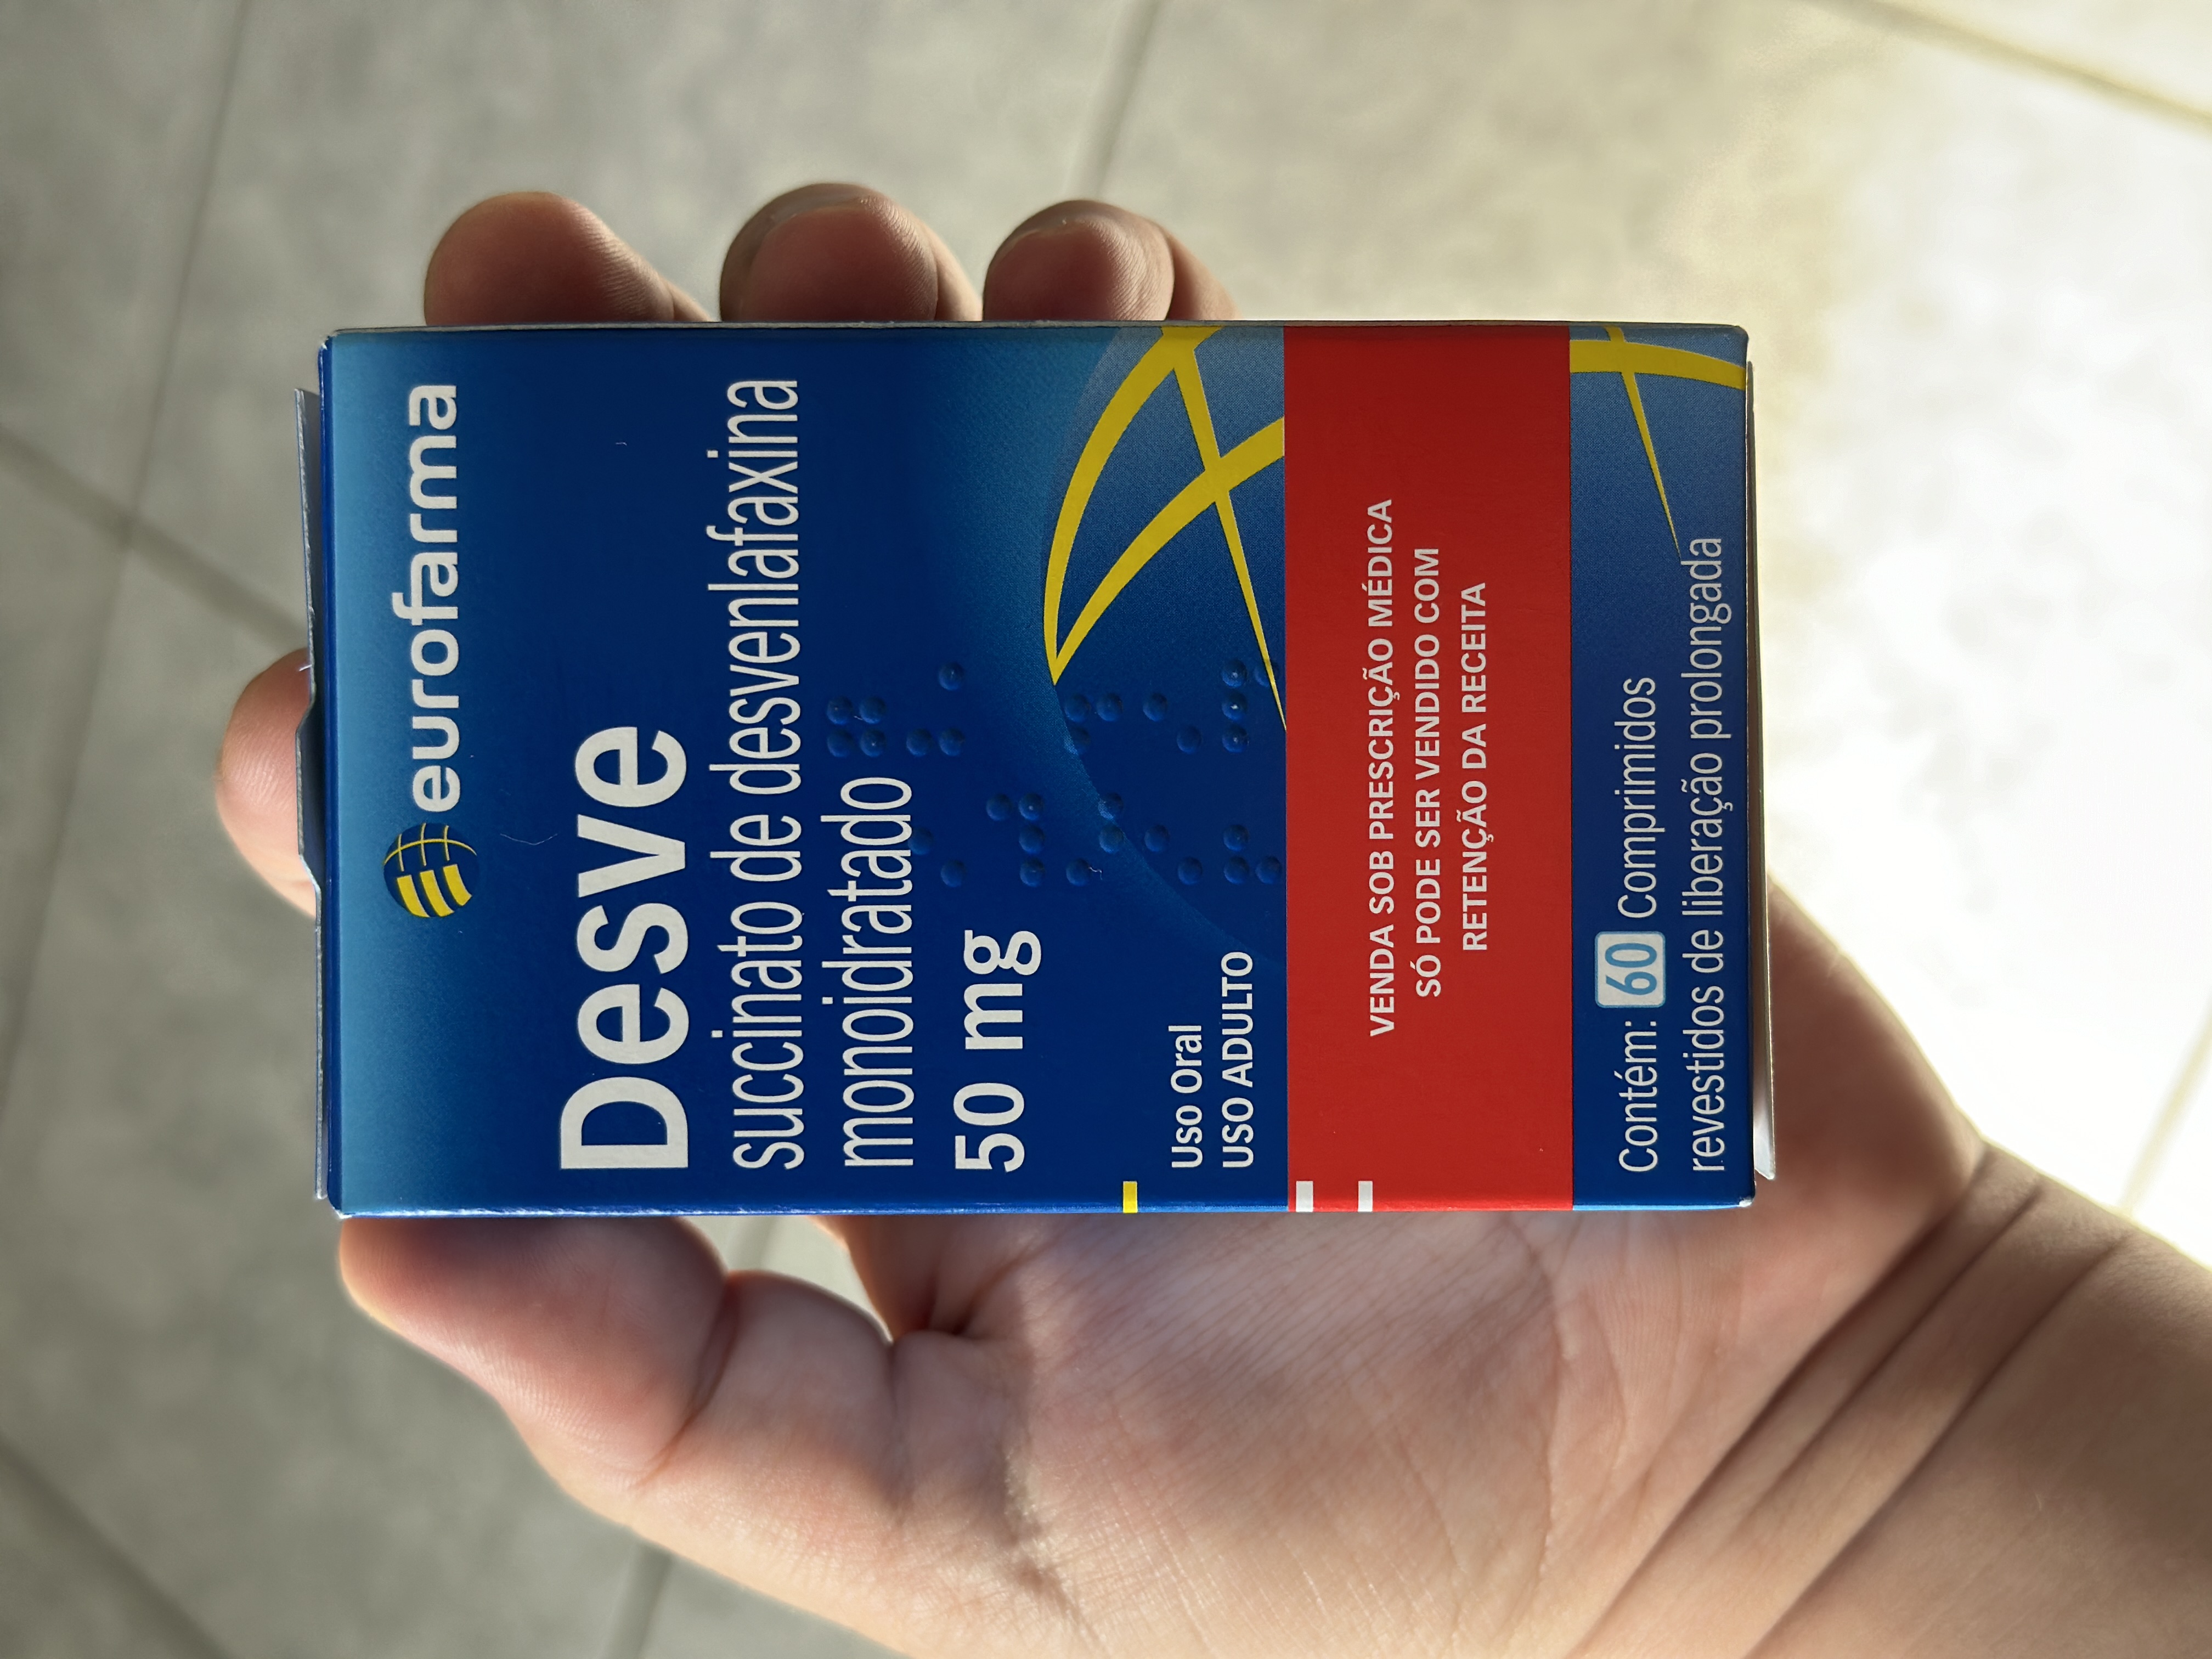 eurofarma
Desve
succinato de desvenlafaxina
monoidratado
50 mg
Uso Oral
USO ADULTO
VENDA SOB PRESCRIÇÃO MÉDICA
SÓ PODE SER VENDIDO COM
RETENÇÃO DA RECEITA
Contém: 60 Comprimidos
revestidos de liberação prolongada